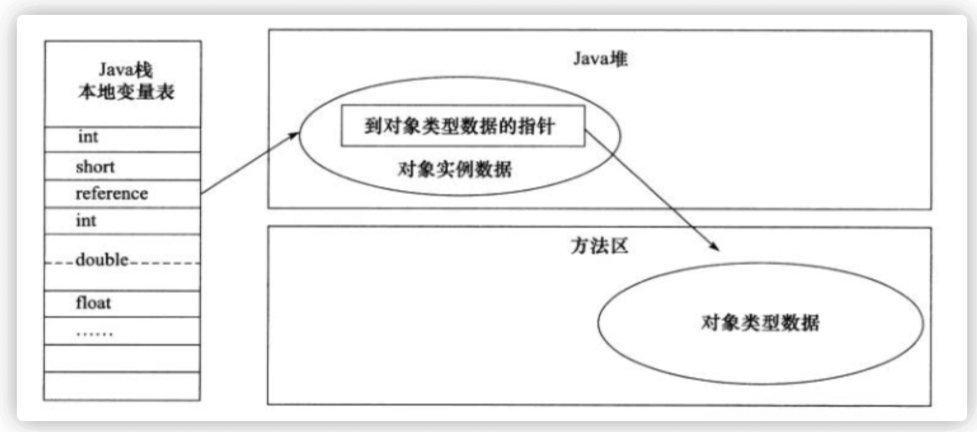 Java栈
本地变量表
int
short
reference
int
double
float
……
Java堆
到对象类型数据的指针
对象实例数据
方法区
对象类型数据